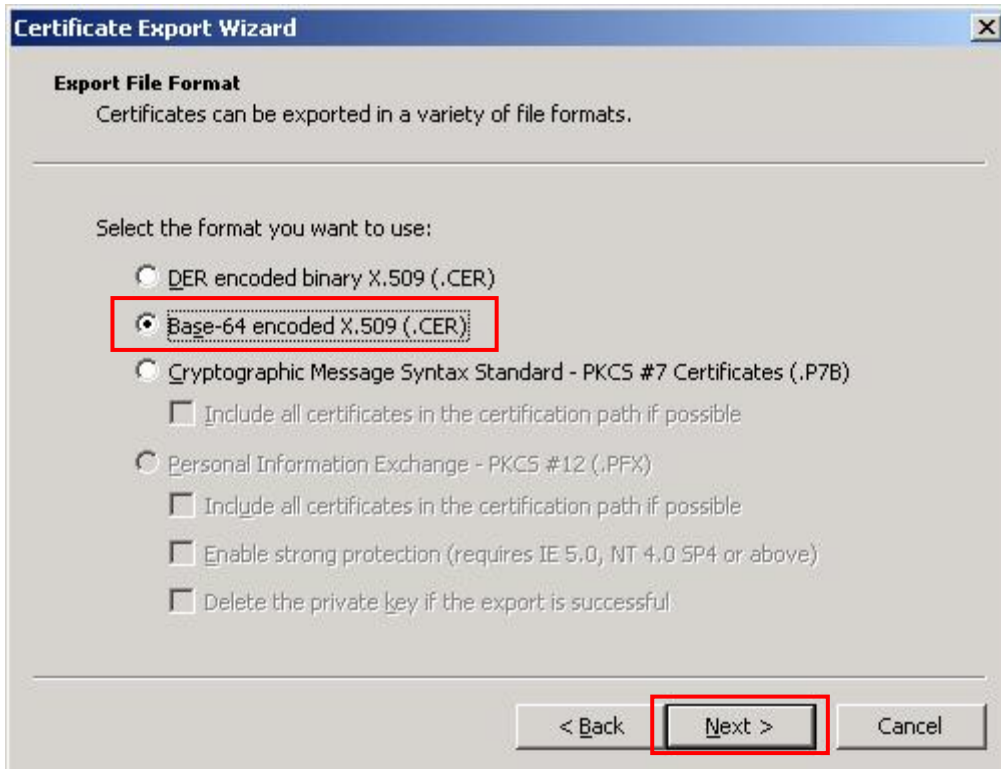 Certificate Export Wizard
Export File Format
Certificates can be exported in a variety of file formats.
Select the format you want to use:
DER encoded binary X.509 (.CER)
Base-64 encoded X.509 (.CER)
Cryptographic Message Syntax Standard - PKCS #7 Certificates (.P7B)
Include all certificates in the certification path if possible
Personal Information Exchange - PKCS #12 (.PFX)
Include all certificates in the certification path if possible
Enable strong protection (requires IE 5.0, NT 4.0 SP4 or above)
Delete the private key if the export is successful
< Back Next > Cancel